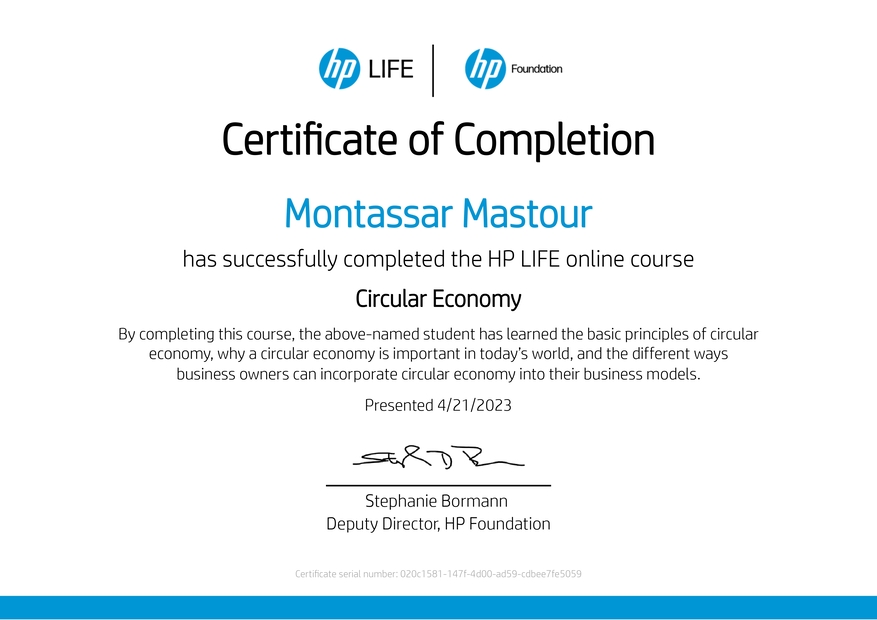 hp LIFE hp Foundation
Certificate of Completion
Montassar Mastour
has successfully completed the HP LIFE online course
Circular Economy
By completing this course, the above-named student has learned the basic principles of circular
economy, why a circular economy is important in today’s world, and the different ways
business owners can incorporate circular economy into their business models.
Presented 4/21/2023
Stephanie Bormann
Deputy Director, HP Foundation
Certificate serial number: 020c1581-147f-4d00-ad59-cdbee7fe5059